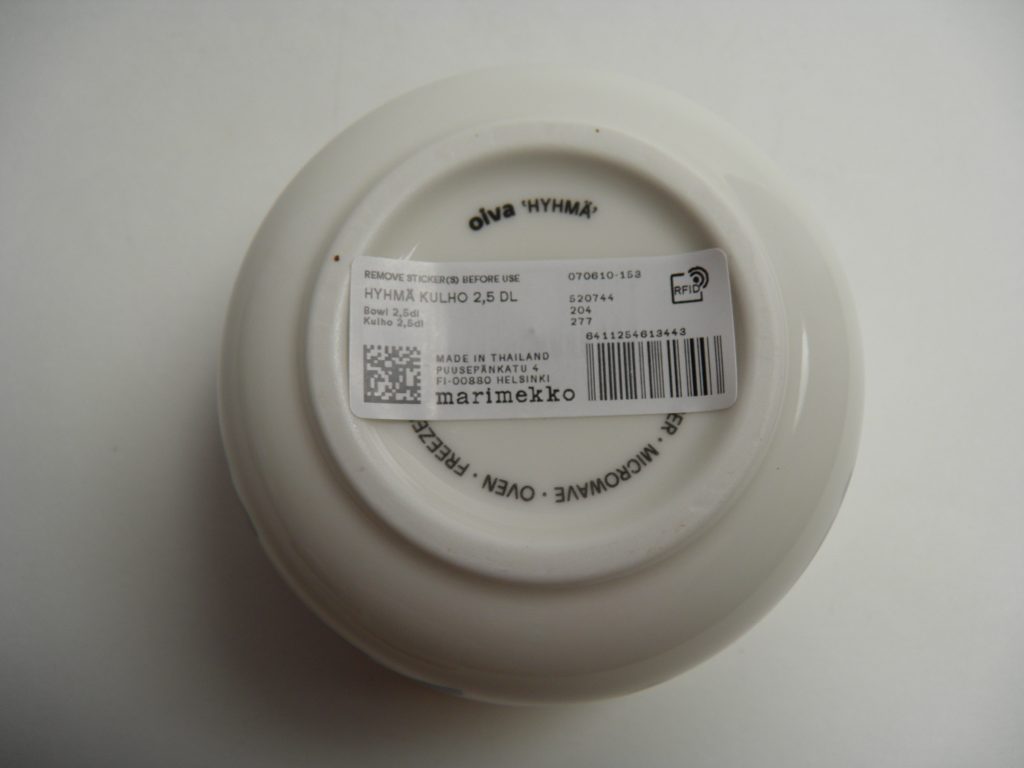 oiva 'HYHMÄ'
REMOVE STICKER(S) BEFORE USE
070610-153
HYHMÄ KULHO 2,5 DL
520744
Bowl 2,5dl
204
Kulho 2,5dl
277
RFID
6411254613443
MADE IN THAILAND
PUUSEPÄNKATU 4
FI-00880 HELSINKI
marimekko
MICROWAVE · OVEN ·